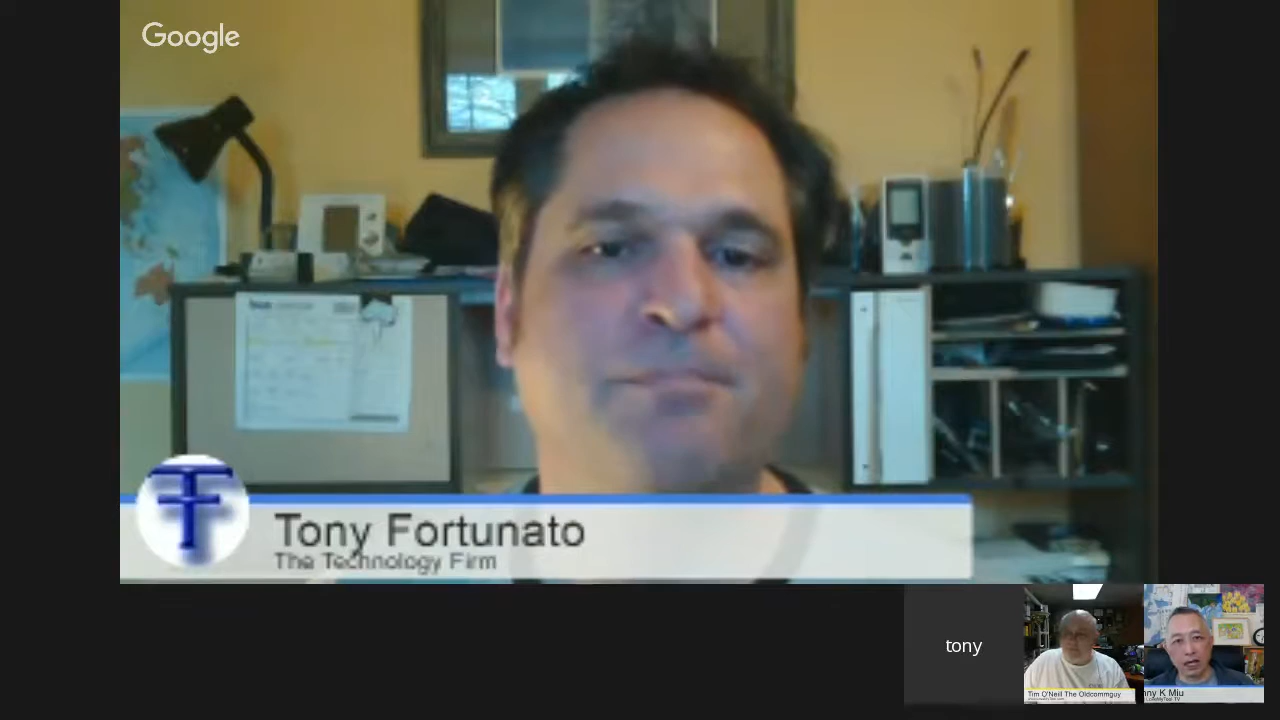 Google
Tony Fortunato
The Technology Firm
tony
Tim O'Neill The Oldcommguy
nny K Miu